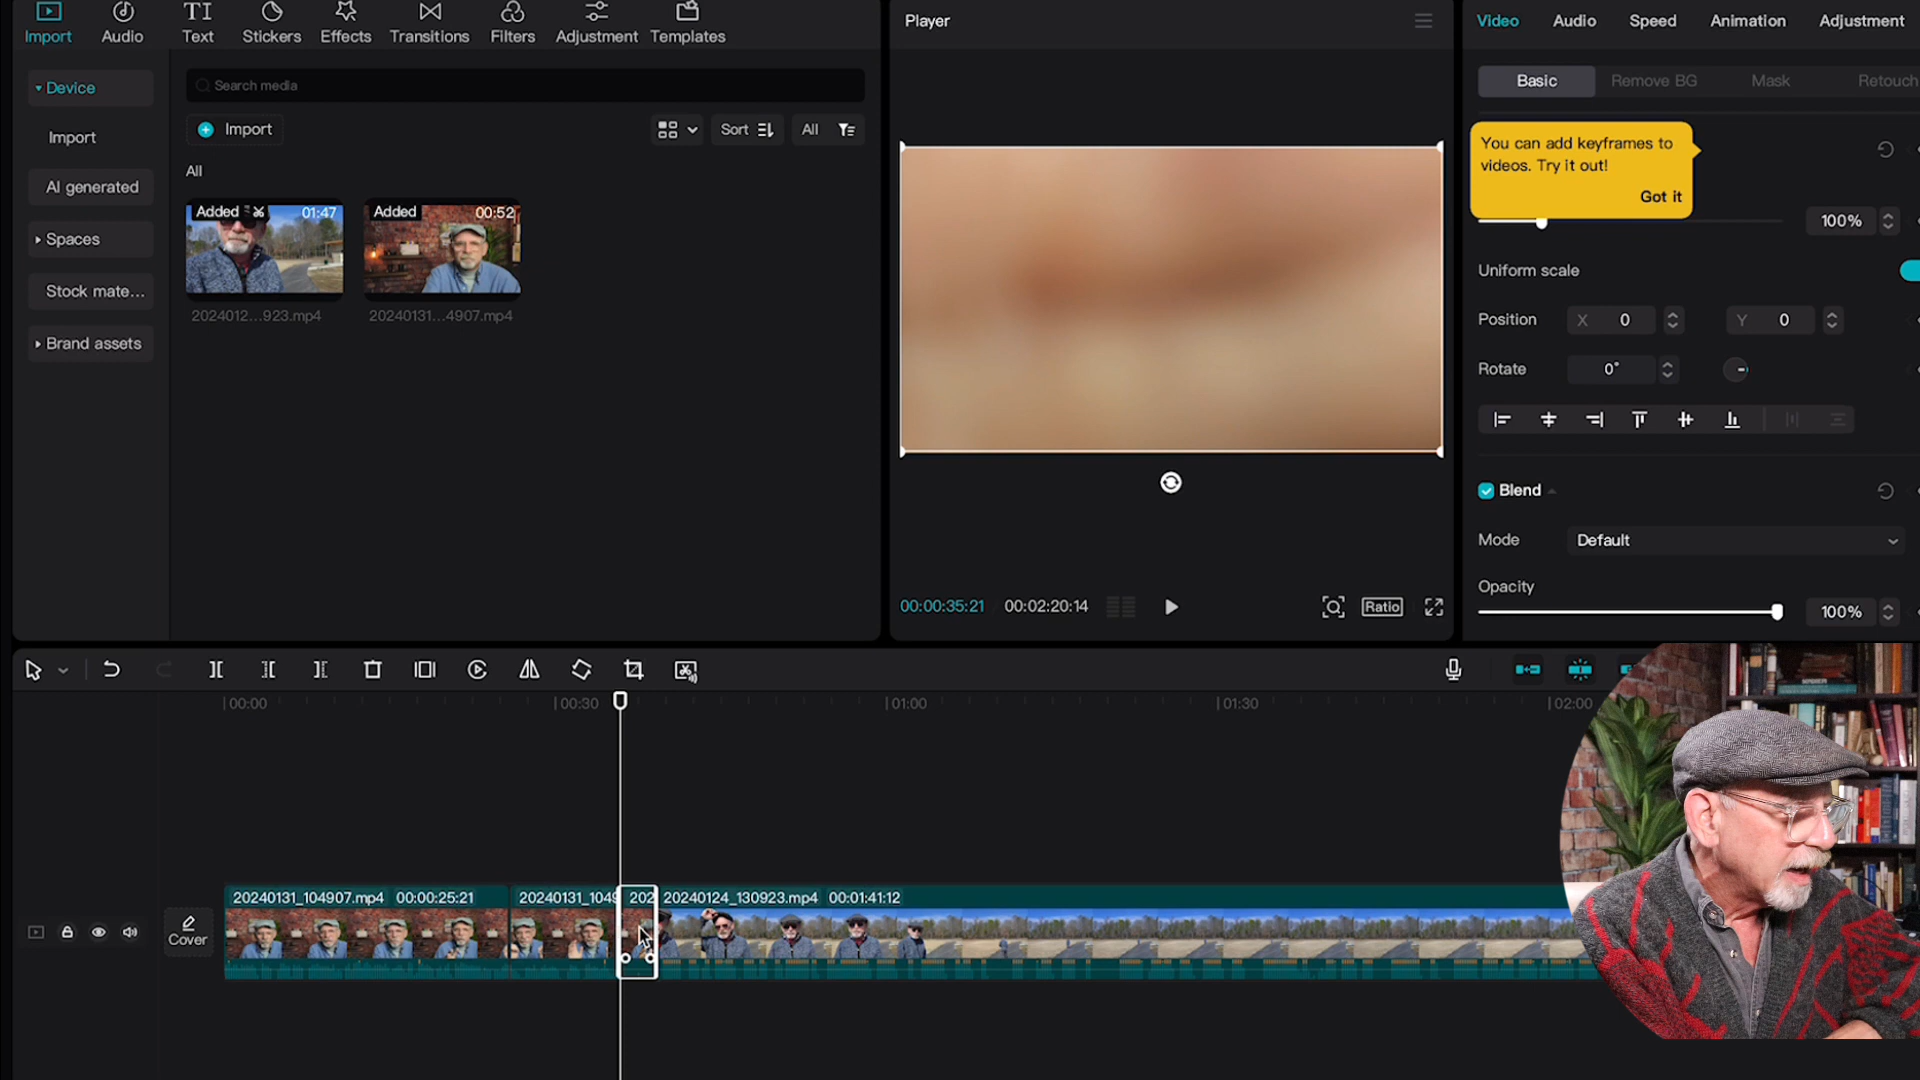 Import
Audio
Text
Stickers
Effects
Transitions
Filters
Adjustment
Templates
Device
Import
AI generated
Spaces
Stock mate...
Brand assets
Search media
Import
Sort
All
All
Added
01:47
2024012...923.mp4
Added
00:52
20240131...4907.mp4
Player
00:00:35:21
00:02:20:14
Ratio
Video
Audio
Speed
Animation
Adjustment
Basic
Remove BG
Mask
Retouch
You can add keyframes to
videos. Try it out!
Got it
100%
Uniform scale
Position
X
0
Y
0
Rotate
0°
Blend
Mode
Default
Opacity
100%
00:00
00:30
01:00
01:30
02:00
Cover
20240131_104907.mp4 00:00:25:21
20240131_1049
202
20240124_130923.mp4 00:01:41:12